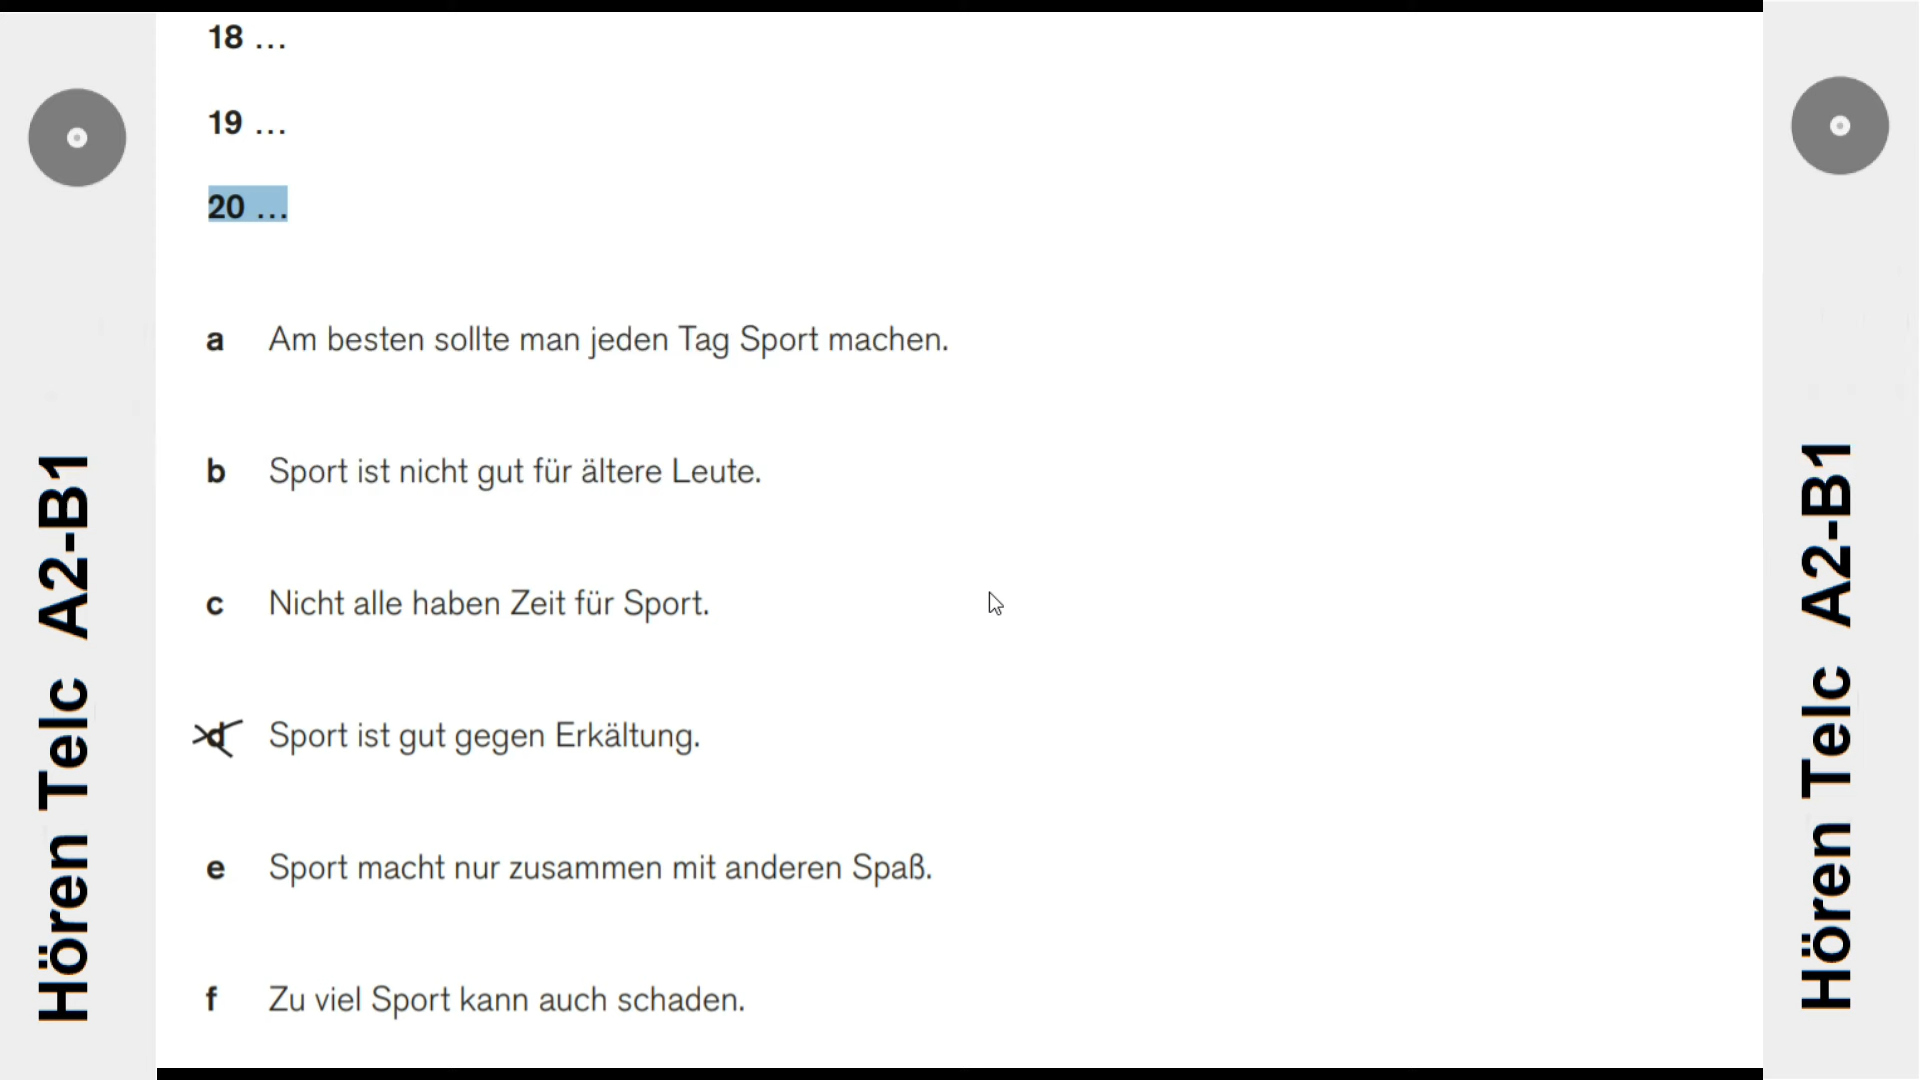 18 …
19 …
20 …
a Am besten sollte man jeden Tag Sport machen.
b Sport ist nicht gut für ältere Leute.
c Nicht alle haben Zeit für Sport.
d Sport ist gut gegen Erkältung.
e Sport macht nur zusammen mit anderen Spaß.
f Zu viel Sport kann auch schaden.
Hören Telc A2-B1
Hören Telc A2-B1